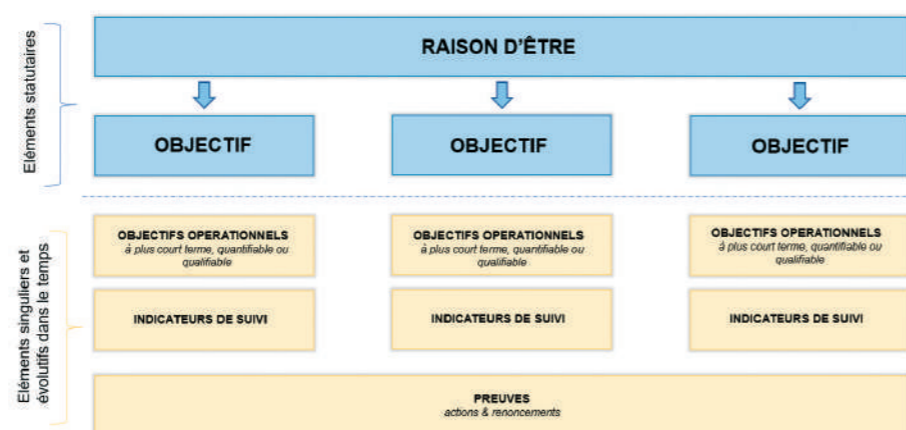 Eléments statutaires
RAISON D'ÊTRE
OBJECTIF
OBJECTIF
OBJECTIF
Eléments singuliers et
évolutifs dans le temps
OBJECTIFS OPERATIONNELS
à plus court terme, quantifiable ou
qualifiable
OBJECTIFS OPERATIONNELS
à plus court terme, quantifiable ou
qualifiable
OBJECTIFS OPERATIONNELS
à plus court terme, quantifiable ou
qualifiable
INDICATEURS DE SUIVI
INDICATEURS DE SUIVI
INDICATEURS DE SUIVI
PREUVES
actions & renoncements